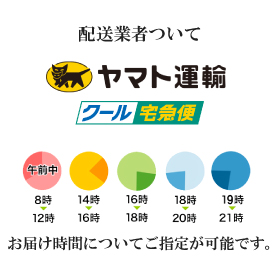 配送業者ついて
ヤマト運輸
クール宅急便
午前中
8時 14時 16時 18時 19時
12時 16時 18時 20時 21時
お届け時間についてご指定が可能です。